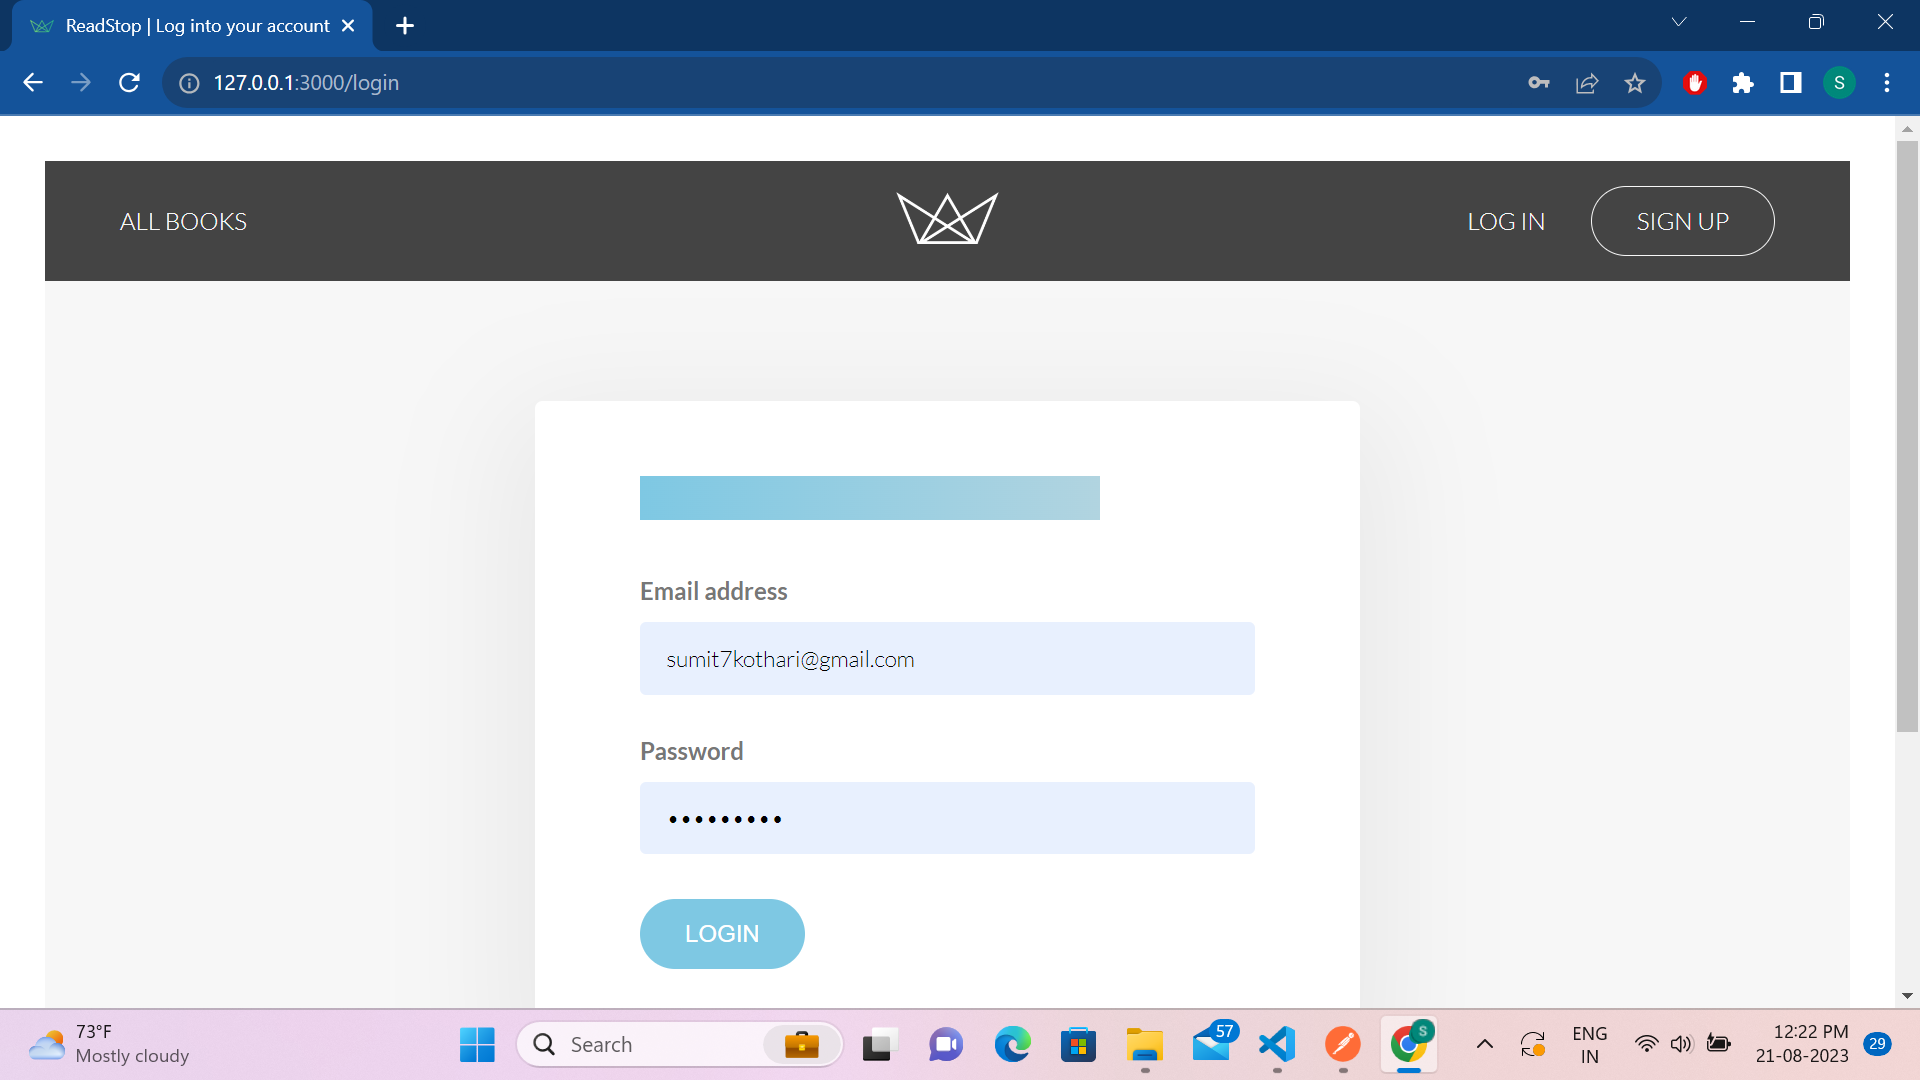 ReadStop | Log into your account
127.0.0.1:3000/login
S
ALL BOOKS
LOG IN
SIGN UP
Email address
sumit7kothari@gmail.com
Password
LOGIN
73°F
Mostly cloudy
Search
57
S
ENG
IN
12:22 PM
21-08-2023
29